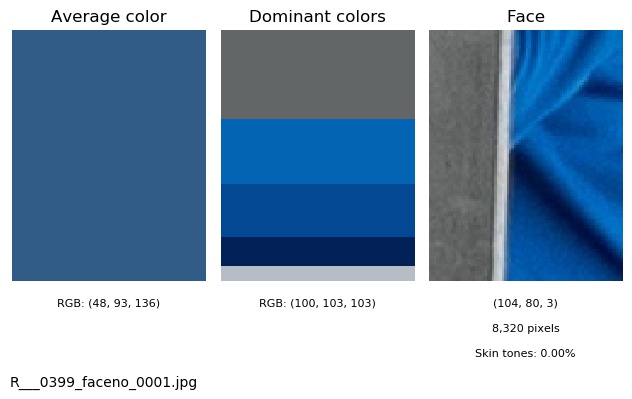 Average color
Dominant colors
Face
RGB: (48, 93, 136)
RGB: (100, 103, 103)
(104, 80, 3)
8,320 pixels
Skin tones: 0.00%
R___0399_faceno_0001.jpg